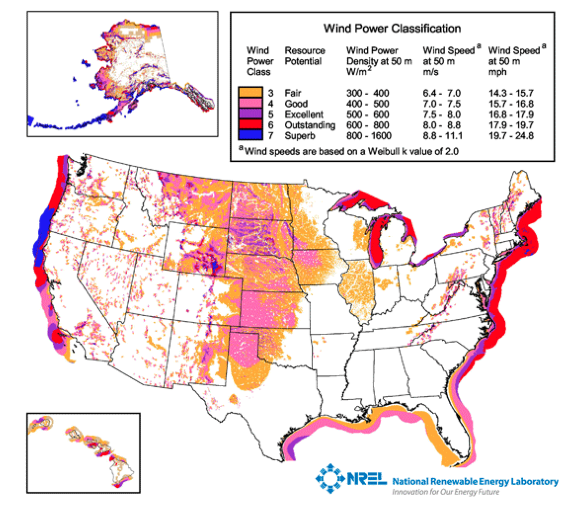 Wind Power Classification
Wind Resource Wind Power Wind Speed a Wind Speed a
Power Potential Density at 50 m at 50 m at 50 m
Class W/m2 m/s mph
3 Fair 300 - 400 6.4 - 7.0 14.3 - 15.7
4 Good 400 - 500 7.0 - 7.5 15.7 - 16.8
5 Excellent 500 - 600 7.5 - 8.0 16.8 - 17.9
6 Outstanding 600 - 800 8.0 - 8.8 17.9 - 19.7
7 Superb 800 - 1600 8.8 - 11.1 19.7 - 24.8
a Wind speeds are based on a Weibull k value of 2.0
NREL National Renewable Energy Laboratory
Innovation for Our Energy Future